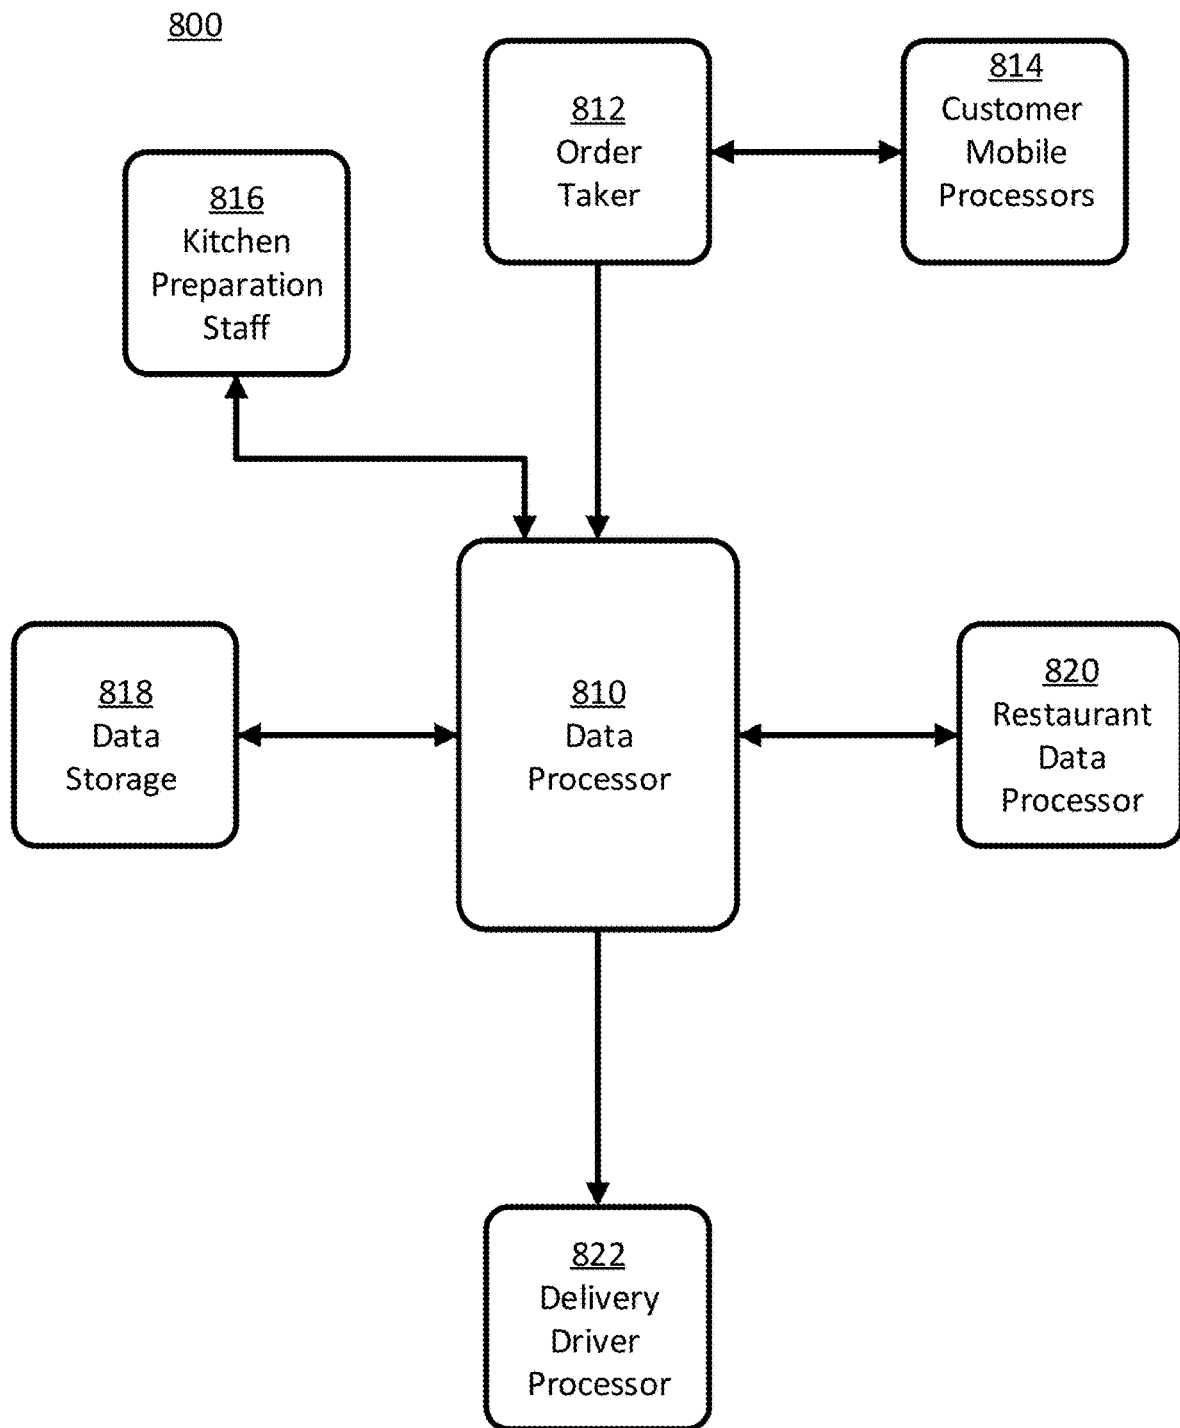 800
812
Order
Taker
814
Customer
Mobile
Processors
816
Kitchen
Preparation
Staff
818
Data
Storage
810
Data
Processor
820
Restaurant
Data
Processor
822
Delivery
Driver
Processor